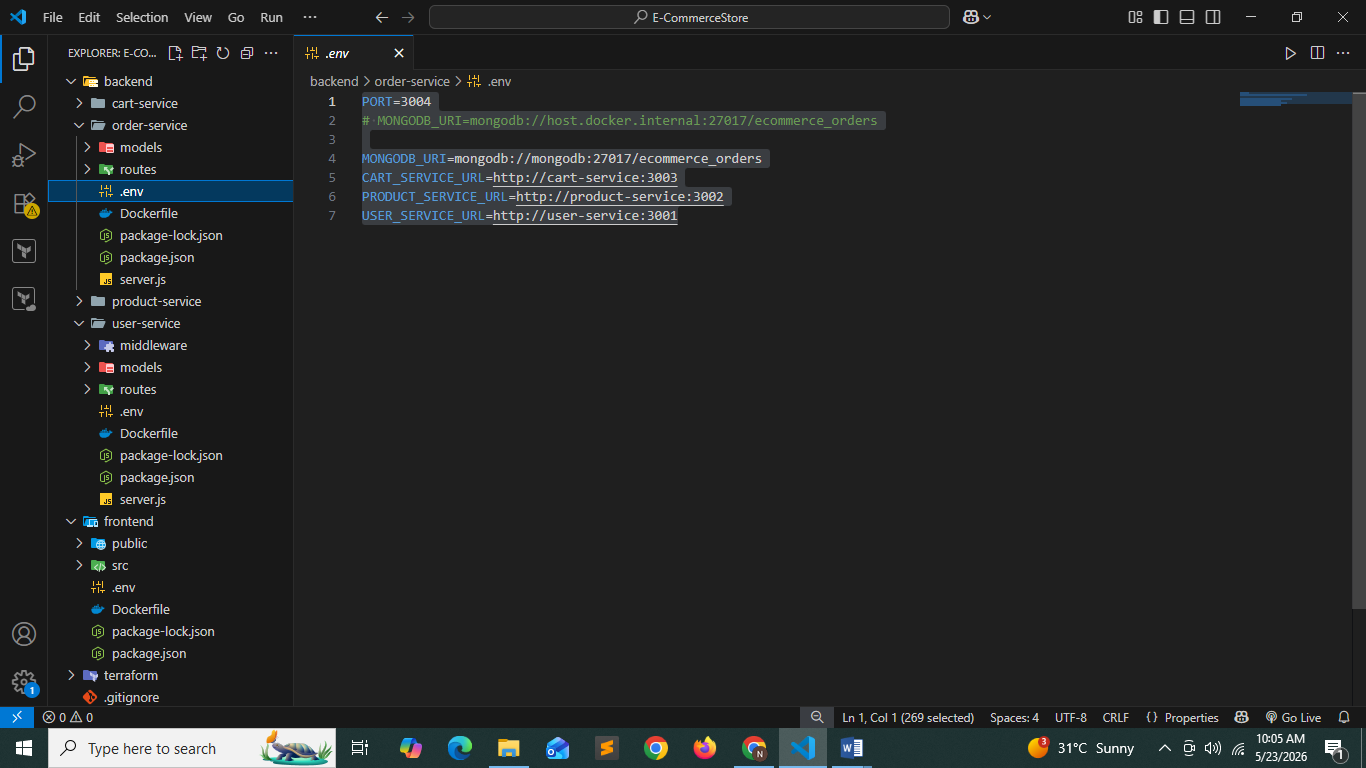 File Edit Selection View Go Run ···
E-CommerceStore
EXPLORER: E-CO...
backend
cart-service
order-service
models
routes
.env
Dockerfile
package-lock.json
package.json
server.js
product-service
user-service
middleware
models
routes
.env
Dockerfile
package-lock.json
package.json
server.js
frontend
public
src
.env
Dockerfile
package-lock.json
package.json
terraform
.gitignore
.env
backend > order-service > .env
1 PORT=3004
2 # MONGODB_URI=mongodb://host.docker.internal:27017/ecommerce_orders
3
4 MONGODB_URI=mongodb://mongodb:27017/ecommerce_orders
5 CART_SERVICE_URL=http://cart-service:3003
6 PRODUCT_SERVICE_URL=http://product-service:3002
7 USER_SERVICE_URL=http://user-service:3001
1
0 0 Ln 1, Col 1 (269 selected) Spaces: 4 UTF-8 CRLF {} Properties Go Live
Type here to search
3 31°C Sunny
10:05 AM
5/23/2026
1